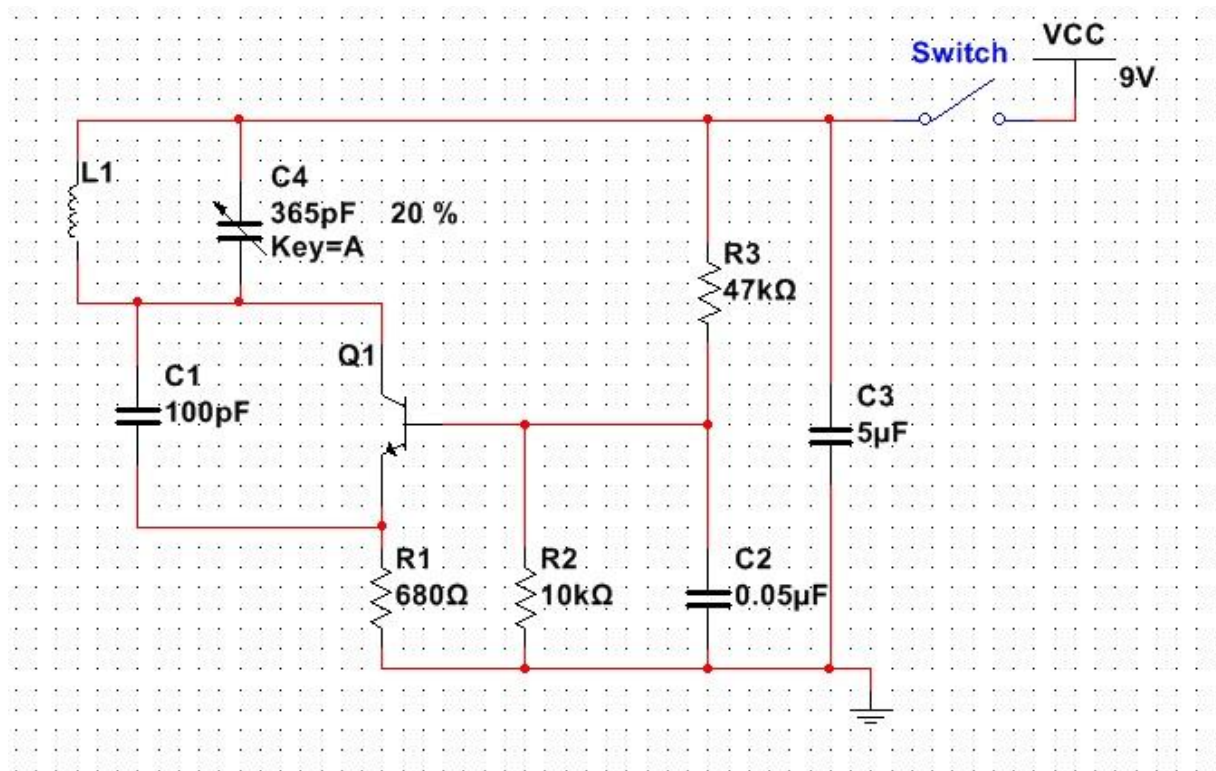 VCC
Switch
9V
L1
C4
365pF 20 %
Key=A
R3
47kΩ
Q1
C1
100pF
C3
5µF
R1
680Ω
R2
10kΩ
C2
0.05µF